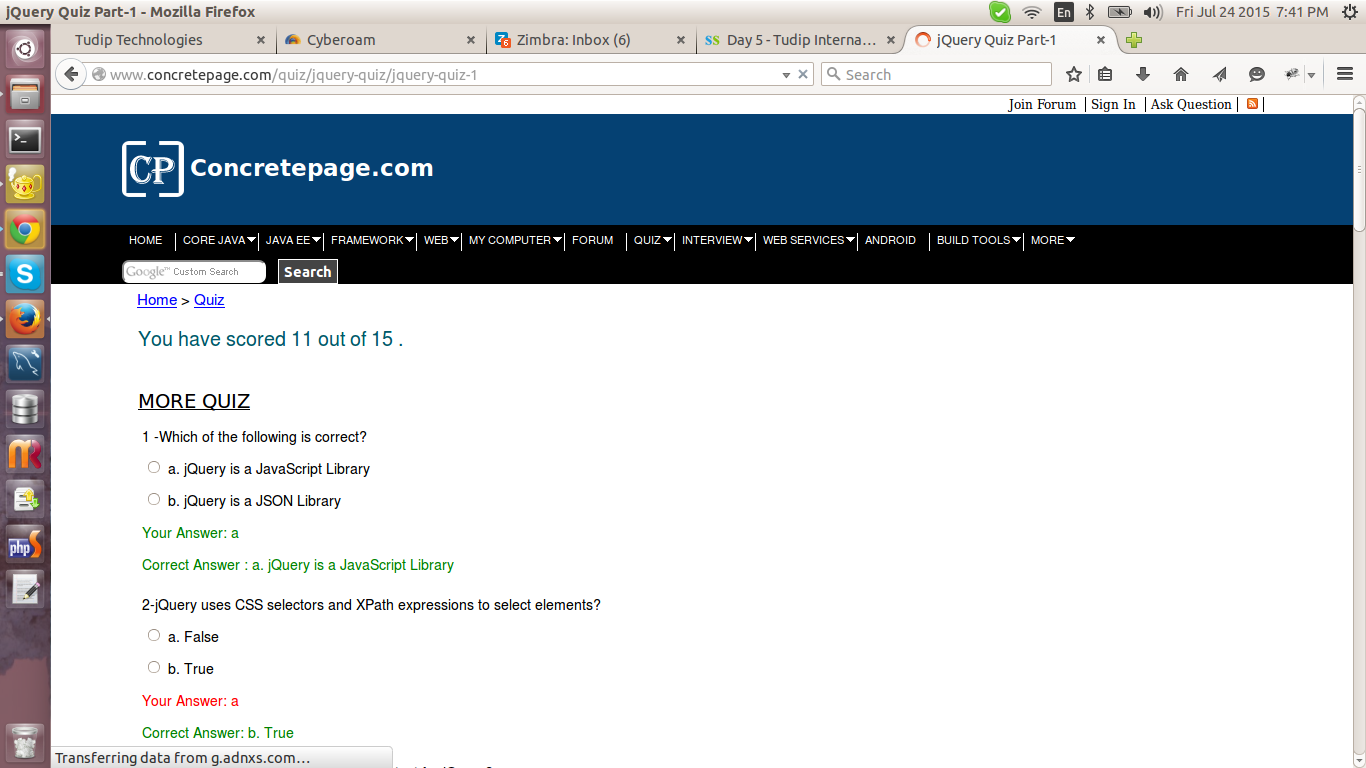 jQuery Quiz Part-1 - Mozilla Firefox
En
Fri Jul 24 2015 7:41 PM
Tudip Technologies
Cyberoam
Zimbra: Inbox (6)
Day 5 - Tudip Interna...
jQuery Quiz Part-1
www.concretepage.com/quiz/jquery-quiz/jquery-quiz-1
Search
Join Forum | Sign In | Ask Question |
CP Concretepage.com
HOME CORE JAVA JAVA EE FRAMEWORK WEB MY COMPUTER FORUM QUIZ INTERVIEW WEB SERVICES ANDROID BUILD TOOLS MORE
Google™ Custom Search Search
Home > Quiz
You have scored 11 out of 15 .
MORE QUIZ
1 -Which of the following is correct?
a. jQuery is a JavaScript Library
b. jQuery is a JSON Library
Your Answer: a
Correct Answer : a. jQuery is a JavaScript Library
2-jQuery uses CSS selectors and XPath expressions to select elements?
a. False
b. True
Your Answer: a
Correct Answer: b. True
Transferring data from g.adnxs.com...